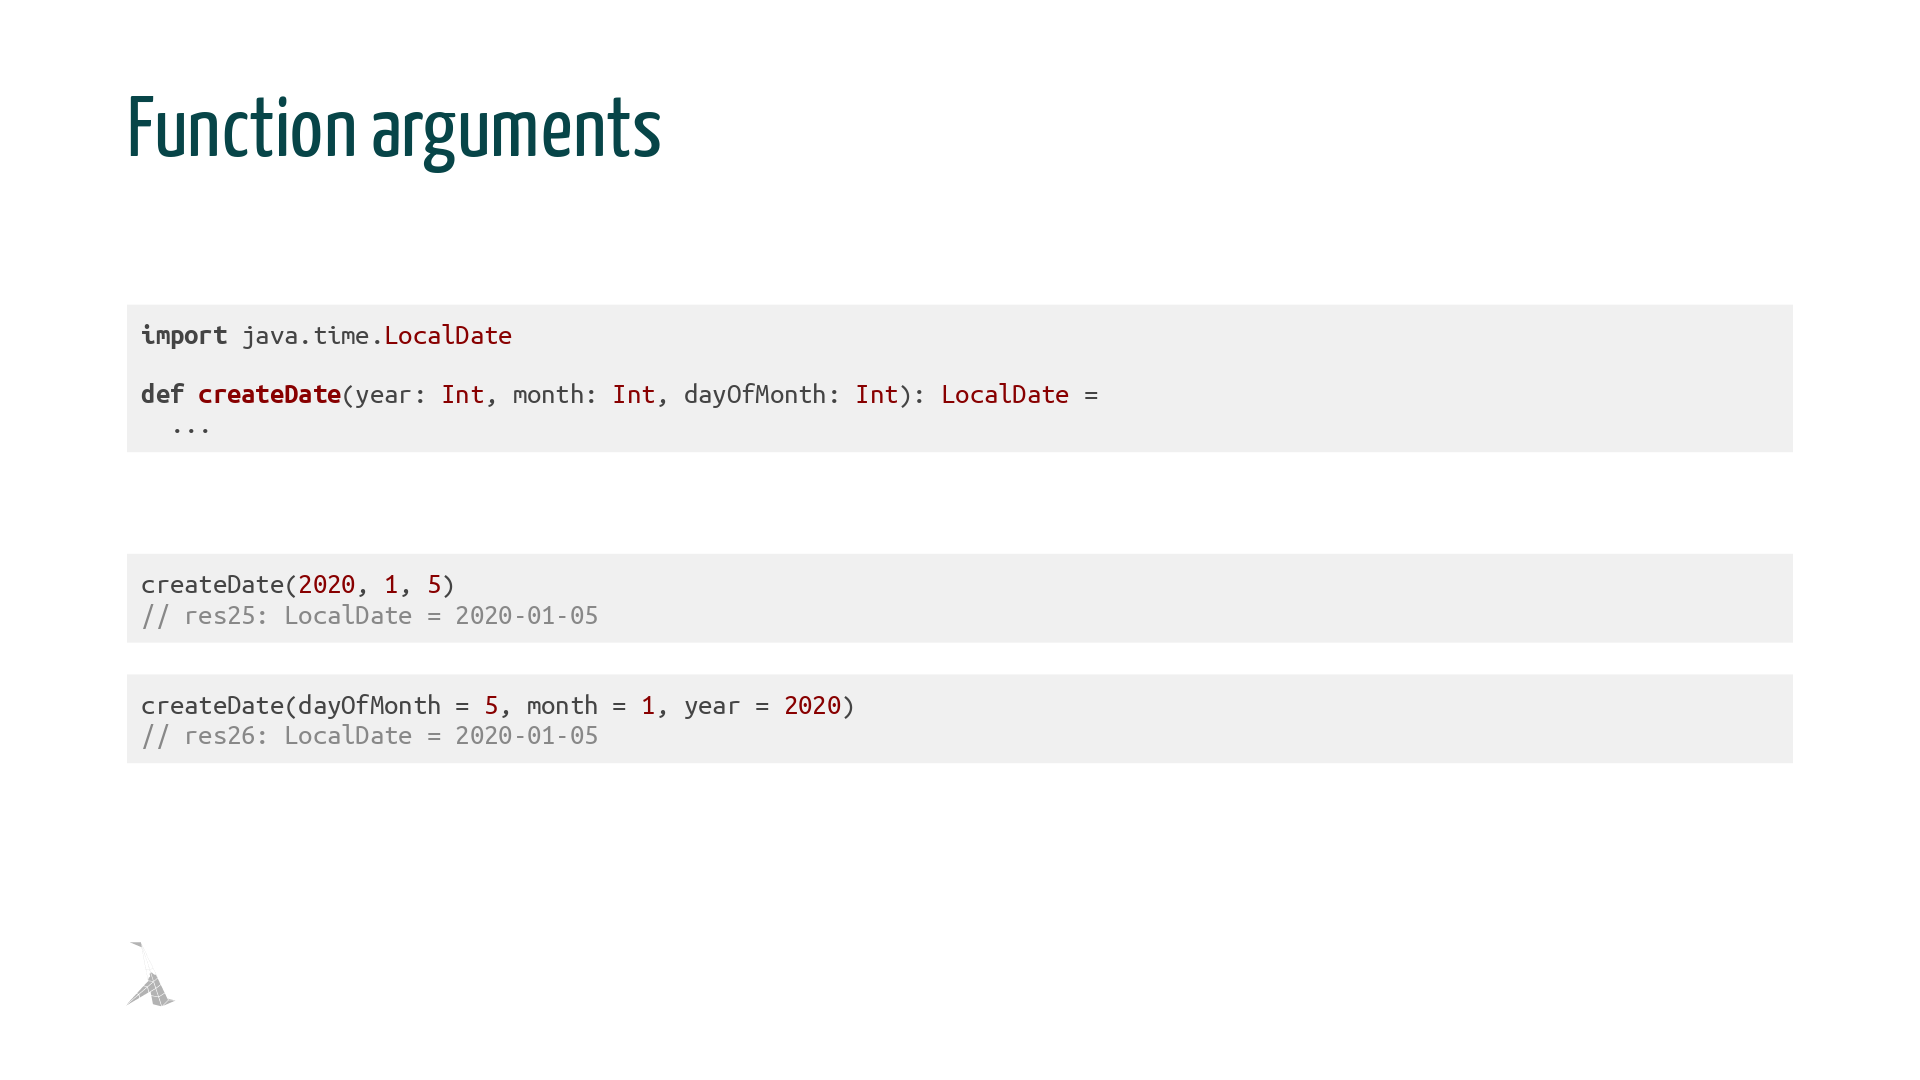 Function arguments
import java.time.LocalDate
def createDate(year: Int, month: Int, dayOfMonth: Int): LocalDate =
...
createDate(2020, 1, 5)
// res25: LocalDate = 2020-01-05
createDate(dayOfMonth = 5, month = 1, year = 2020)
// res26: LocalDate = 2020-01-05